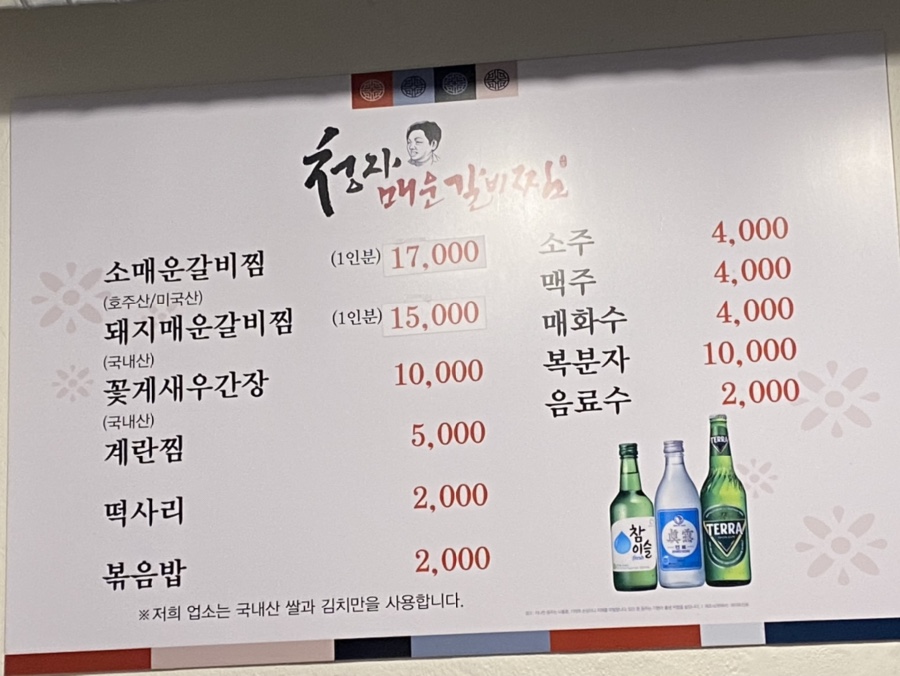 청자 매운갈비찜
소매운갈비찜 (1인분) 17,000
(호주산/미국산)
돼지매운갈비찜 (1인분) 15,000
(국내산)
꽃게새우간장 10,000
(국내산)
계란찜 5,000
떡사리 2,000
볶음밥 2,000
※ 저희 업소는 국내산 쌀과 김치만을 사용합니다.
소주 4,000
맥주 4,000
매화수 4,000
복분자 10,000
음료수 2,000
참
이슬
fresh
眞露
TERRA
TERRA